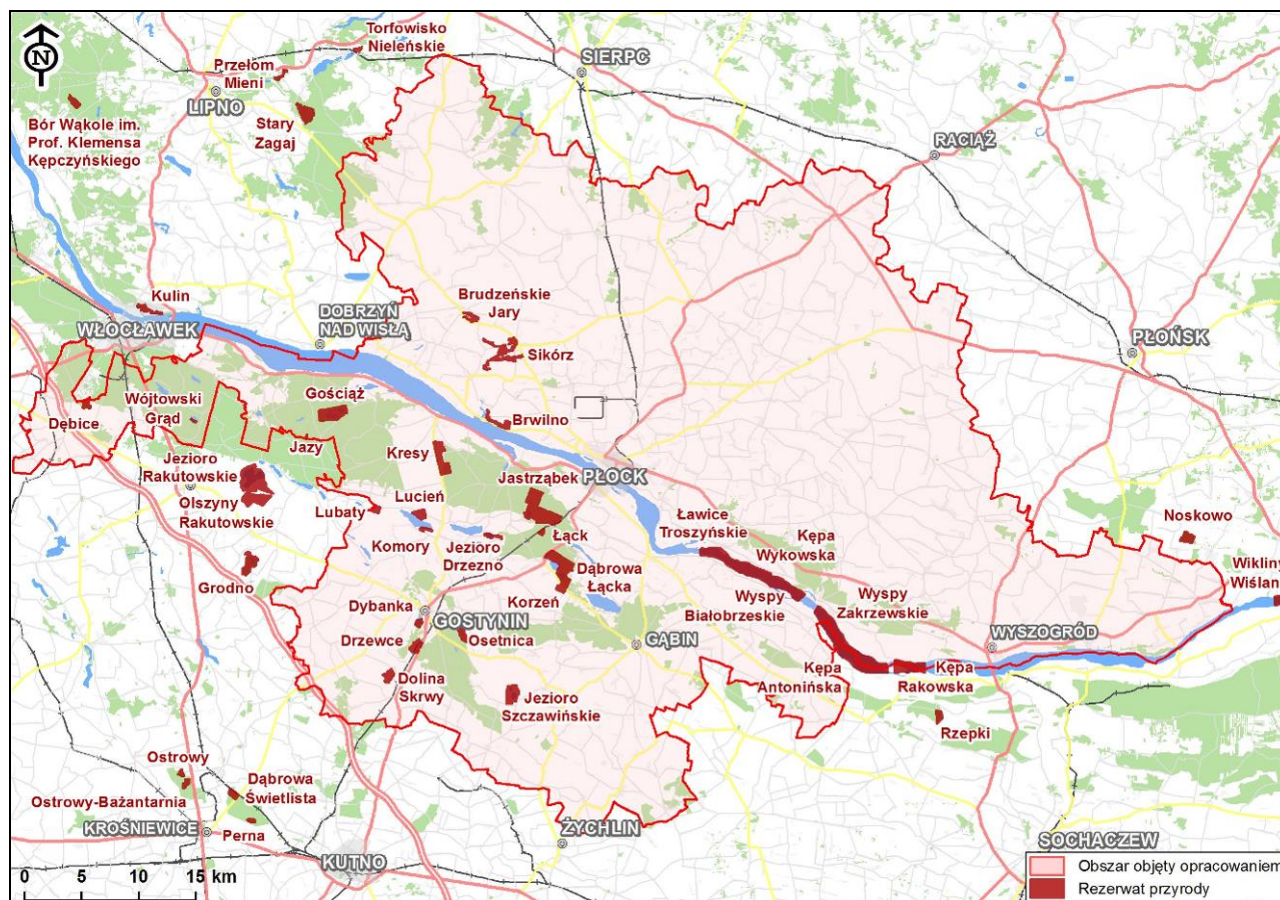 Torfowisko
Nieleńskie
SIERPC
Przełom
Mieni
N
LIPNO
Stary
Zagaj
Bór Wąkole im.
Prof. Klemensa
Kępczyńskiego
RACIĄŻ
Kulin
WŁOCŁAWEK
DOBRZYŃ
NAD WISŁĄ
Brudzeńskie
Jary
Sikórz
PŁOŃSK
Dębice
Wójtowski
Grąd
Gościąż
Brwilno
Jazy
Kresy
Jezioro
Rakutowskie
Olszyny
Rakutowskie
Jastrząbek
PŁOCK
Lucień
Lubaty
Komory
Jezioro
Drzezno
Łąck
Ławice
Troszyńskie
Kępa
Wykowska
Noskowo
Grodno
Dąbrowa
Łącka
Korzeń
Wyspy
Białobrzeskie
Wyspy
Zakrzewskie
Wikliny
Wiślan
Dybanka
GOSTYNIN
Drzewce
Osetnica
GĄBIN
WYSZOGRÓD
Dolina
Skrwy
Jezioro
Szczawińskie
Kępa
Antonińska
Kępa
Rakowska
Rzepki
Ostrowy
Dąbrowa
Świetlista
Ostrowy-Bażantarnia
KROŚNIEWICE
Perna
KUTNO
ŻYCHLIN
SOCHACZEW
0 5 10 15 km
Obszar objęty opracowaniem
Rezerwat przyrody